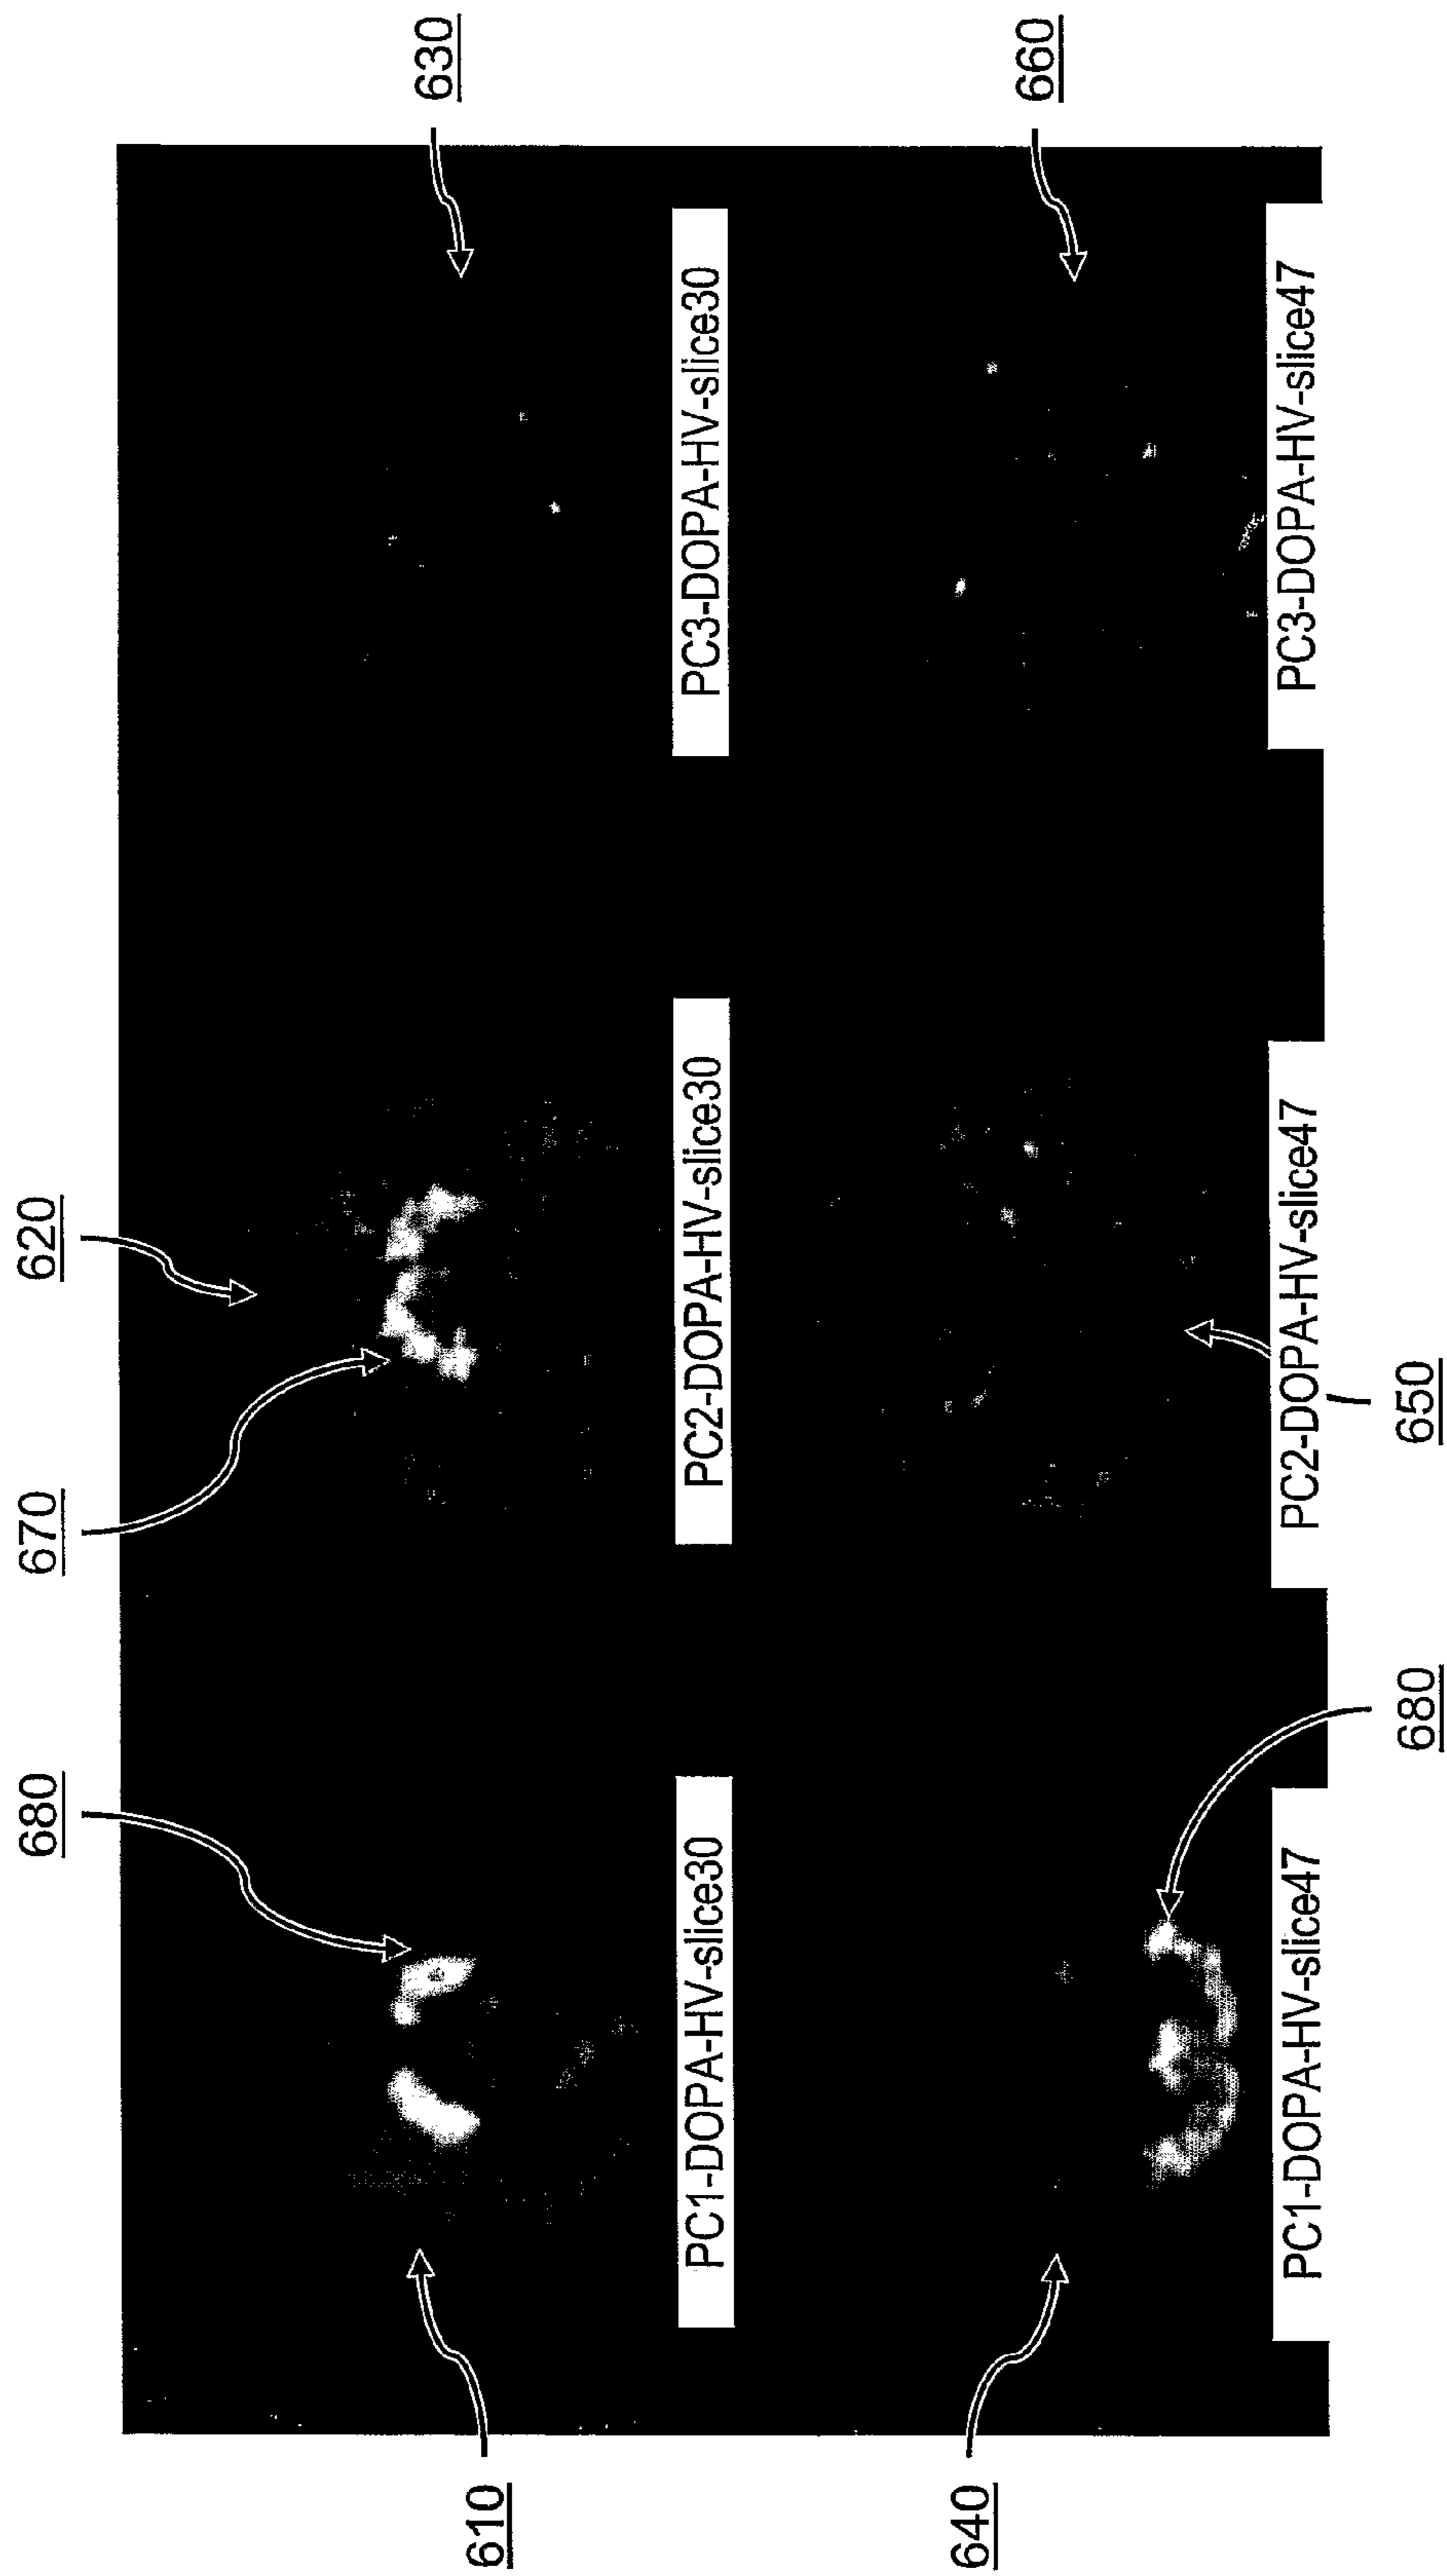 680
670
620
610
630
PC1-DOPA-HV-slice30
PC2-DOPA-HV-slice30
PC3-DOPA-HV-slice30
640
660
PC1-DOPA-HV-slice47
PC2-DOPA-HV-slice47
PC3-DOPA-HV-slice47
680
650